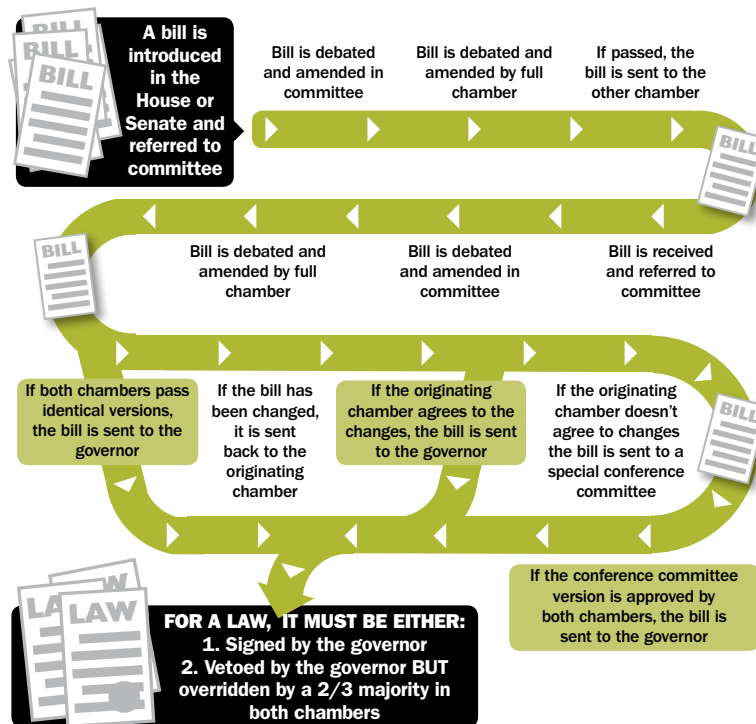 BILL
BILL
BILL
A bill is
introduced
in the
House or
Senate and
referred to
committee
Bill is debated
and amended in
committee
Bill is debated and
amended by full
chamber
If passed, the
bill is sent to the
other chamber
BILL
BILL
Bill is debated and
amended by full
chamber
Bill is debated
and amended in
committee
Bill is received
and referred to
committee
If both chambers pass
identical versions,
the bill is sent to the
governor
If the bill has
been changed,
it is sent
back to the
originating
chamber
If the originating
chamber agrees to the
changes, the bill is sent
to the governor
If the originating
chamber doesn't
agree to changes
the bill is sent to a
special conference
committee
BILL
If the conference committee
version is approved by
both chambers, the bill is
sent to the governor
LAW
LAW
LAW
FOR A LAW, IT MUST BE EITHER:
1. Signed by the governor
2. Vetoed by the governor BUT
overridden by a 2/3 majority in
both chambers